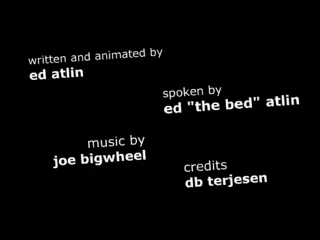 written and animated by
ed atlin
spoken by
ed "the bed" atlin
music by
joe bigwheel
credits
db terjesen